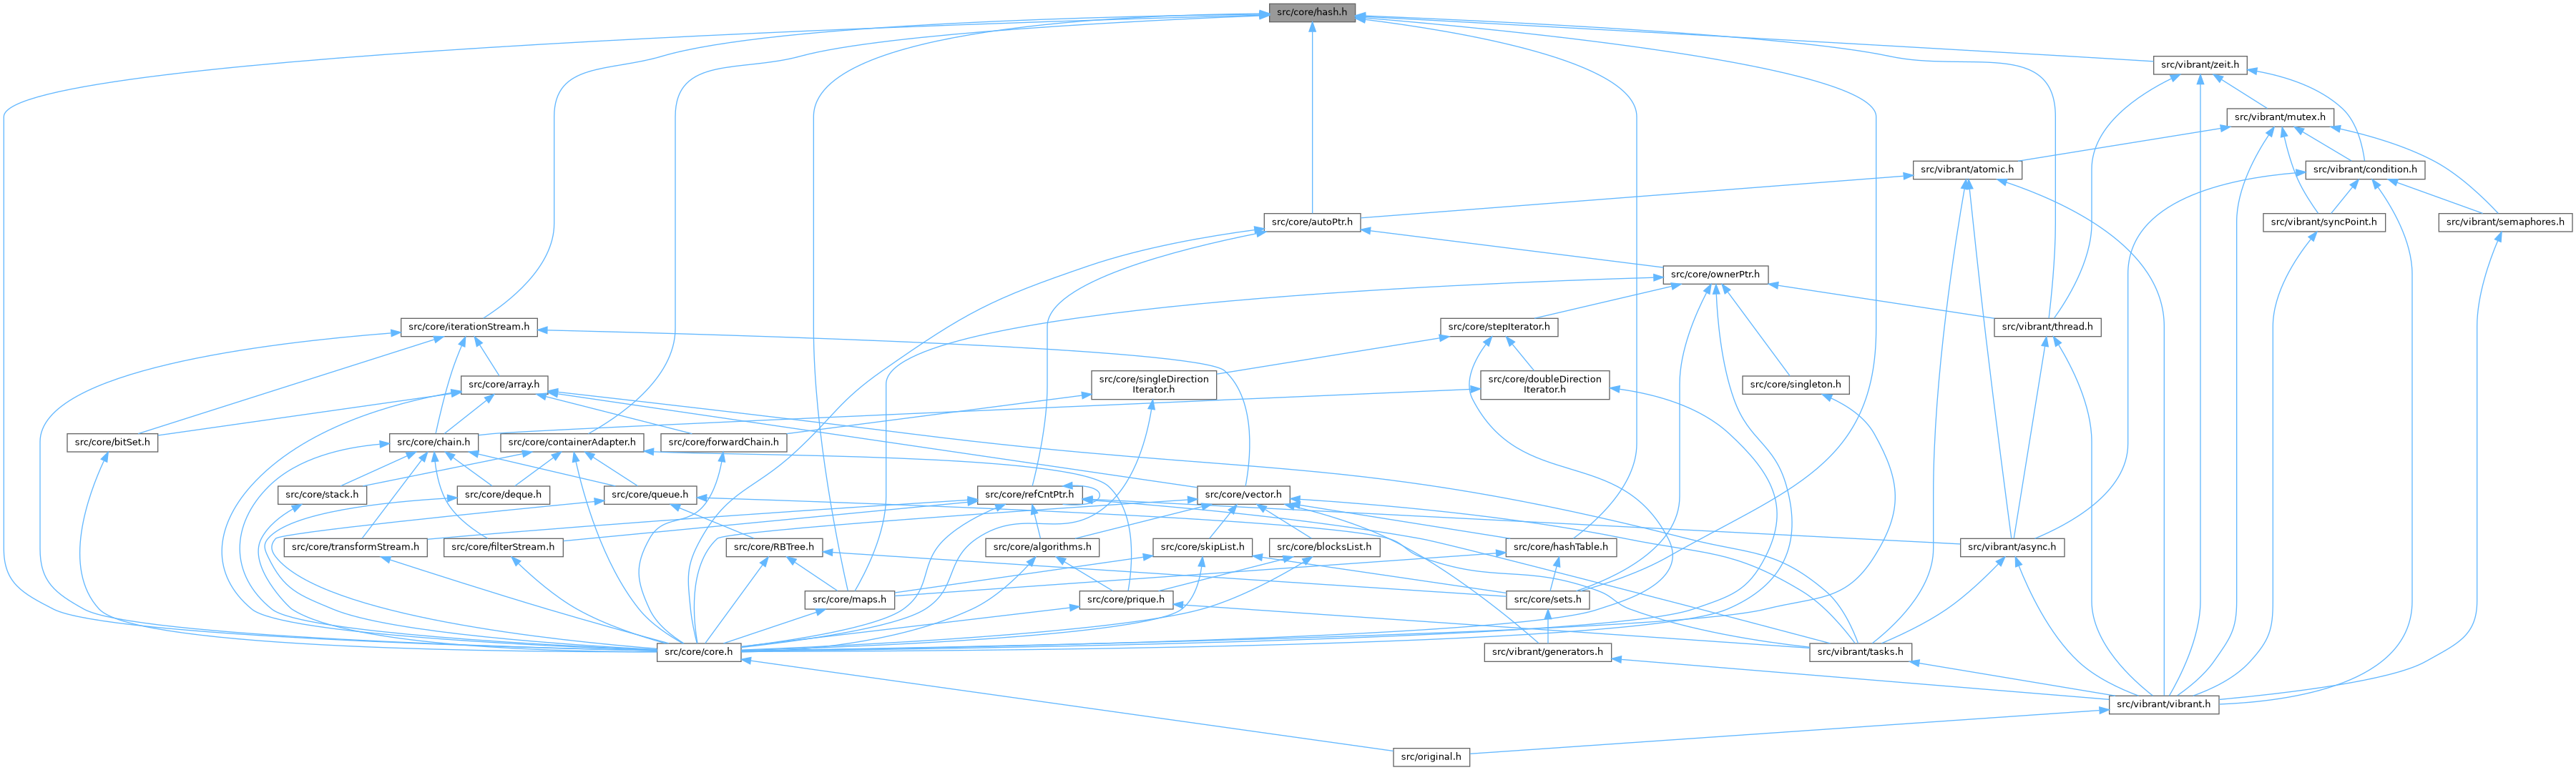 src/core/hash.h
src/vibrant/zeit.h
src/vibrant/mutex.h
src/vibrant/atomic.h
src/vibrant/condition.h
src/core/autoPtr.h
src/vibrant/syncPoint.h
src/vibrant/semaphores.h
src/core/ownerPtr.h
src/core/iterationStream.h
src/core/stepIterator.h
src/vibrant/thread.h
src/core/array.h
src/core/singleDirection
Iterator.h
src/core/doubleDirection
Iterator.h
src/core/singleton.h
src/core/bitSet.h
src/core/chain.h
src/core/containerAdapter.h
src/core/forwardChain.h
src/core/stack.h
src/core/deque.h
src/core/queue.h
src/core/refCntPtr.h
src/core/vector.h
src/core/transformStream.h
src/core/filterStream.h
src/core/RBTree.h
src/core/algorithms.h
src/core/skipList.h
src/core/blocksList.h
src/core/hashTable.h
src/vibrant/async.h
src/core/maps.h
src/core/prique.h
src/core/sets.h
src/core/core.h
src/vibrant/generators.h
src/vibrant/tasks.h
src/vibrant/vibrant.h
src/original.h